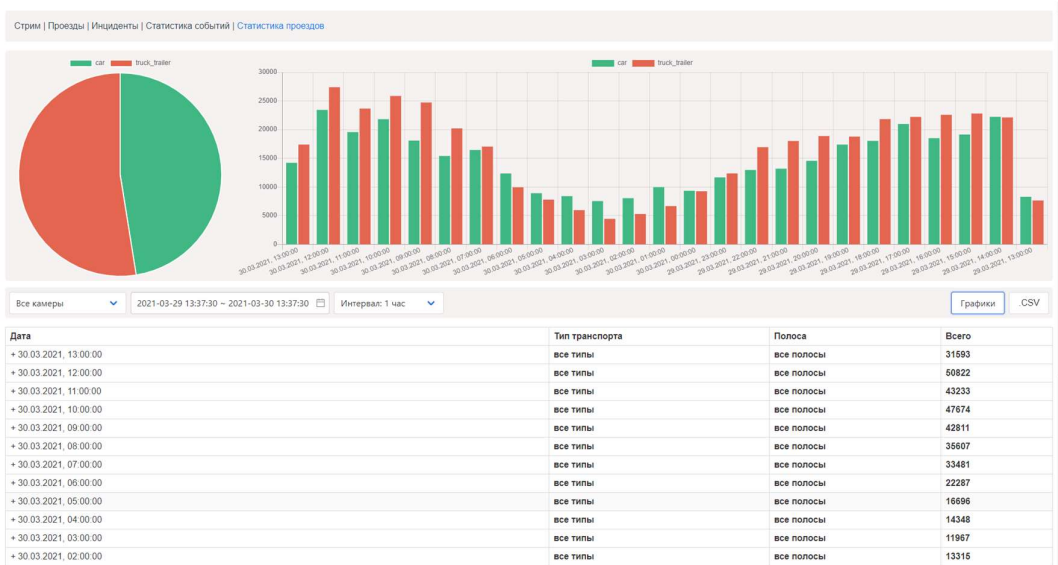 Стрим | Проезды | Инциденты | Статистика событий | Статистика проездов
car truck_trailer
car truck_trailer
30000
25000
20000
15000
10000
5000
0
30.03.2021, 13:00:00
30.03.2021, 12:00:00
30.03.2021, 11:00:00
30.03.2021, 10:00:00
30.03.2021, 09:00:00
30.03.2021, 08:00:00
30.03.2021, 07:00:00
30.03.2021, 06:00:00
30.03.2021, 05:00:00
30.03.2021, 04:00:00
30.03.2021, 03:00:00
30.03.2021, 02:00:00
30.03.2021, 01:00:00
30.03.2021, 00:00:00
29.03.2021, 23:00:00
29.03.2021, 22:00:00
29.03.2021, 21:00:00
29.03.2021, 20:00:00
29.03.2021, 19:00:00
29.03.2021, 18:00:00
29.03.2021, 17:00:00
29.03.2021, 16:00:00
29.03.2021, 15:00:00
29.03.2021, 14:00:00
29.03.2021, 13:00:00
Все камеры 2021-03-29 13:37:30 ~ 2021-03-30 13:37:30 Интервал: 1 час Графики .CSV
Дата Тип транспорта Полоса Всего
+ 30.03.2021, 13:00:00 все типы все полосы 31593
+ 30.03.2021, 12:00:00 все типы все полосы 50822
+ 30.03.2021, 11:00:00 все типы все полосы 43233
+ 30.03.2021, 10:00:00 все типы все полосы 47674
+ 30.03.2021, 09:00:00 все типы все полосы 42811
+ 30.03.2021, 08:00:00 все типы все полосы 35607
+ 30.03.2021, 07:00:00 все типы все полосы 33481
+ 30.03.2021, 06:00:00 все типы все полосы 22287
+ 30.03.2021, 05:00:00 все типы все полосы 16696
+ 30.03.2021, 04:00:00 все типы все полосы 14348
+ 30.03.2021, 03:00:00 все типы все полосы 11967
+ 30.03.2021, 02:00:00 все типы все полосы 13315